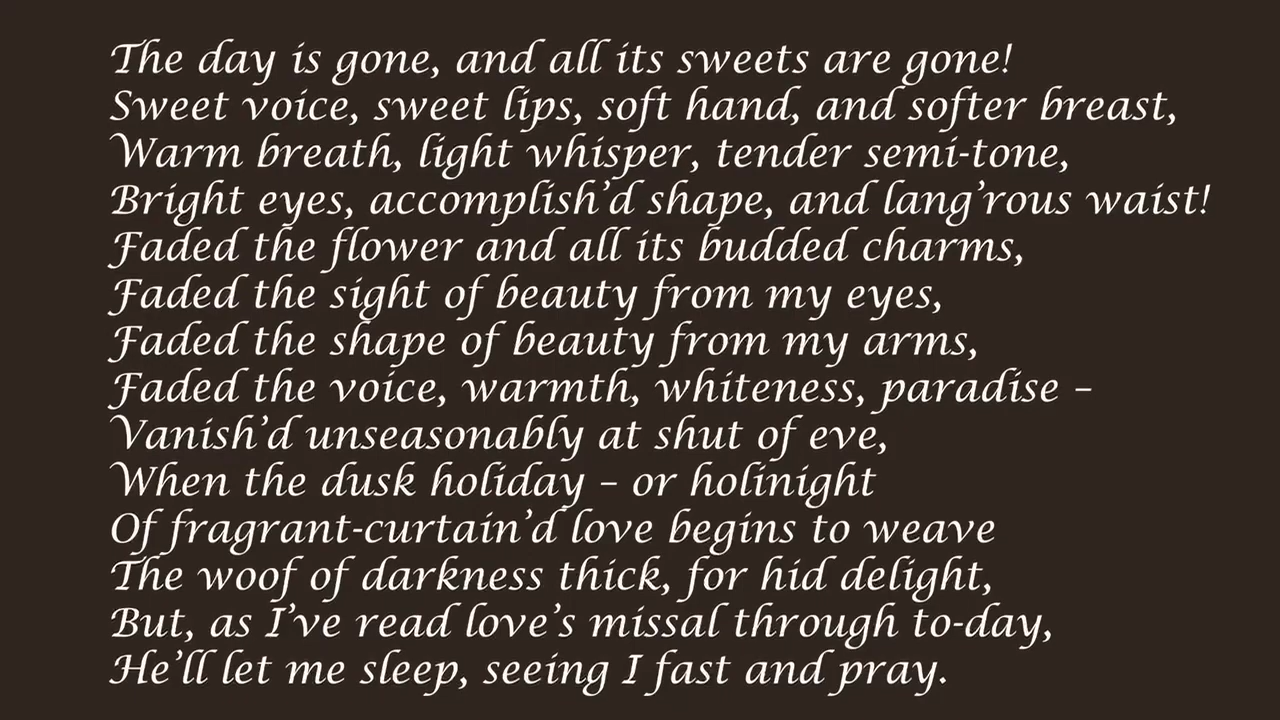 The day is gone, and all its sweets are gone!
Sweet voice, sweet lips, soft hand, and softer breast,
Warm breath, light whisper, tender semi-tone,
Bright eyes, accomplish’d shape, and lang’rous waist!
Faded the flower and all its budded charms,
Faded the sight of beauty from my eyes,
Faded the shape of beauty from my arms,
Faded the voice, warmth, whiteness, paradise –
Vanish’d unseasonably at shut of eve,
When the dusk holiday – or holinight
Of fragrant-curtain’d love begins to weave
The woof of darkness thick, for hid delight,
But, as I’ve read love’s missal through to-day,
He’ll let me sleep, seeing I fast and pray.